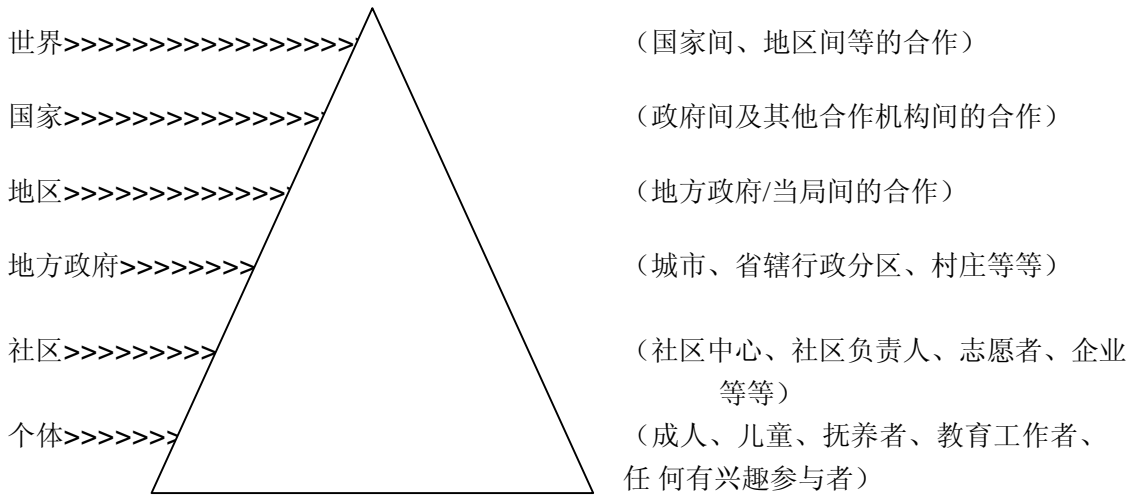 世界>>>>>>>>>>>>>>>>>> （国家间、地区间等的合作）
国家>>>>>>>>>>>>>>>> （政府间及其他合作机构间的合作）
地区>>>>>>>>>>>>>> （地方政府/当局间的合作）
地方政府>>>>>>>> （城市、省辖行政分区、村庄等等）
社区>>>>>>>>> （社区中心、社区负责人、志愿者、企业
等等）
个体>>>>>>> （成人、儿童、抚养者、教育工作者、
任 何有兴趣参与者）